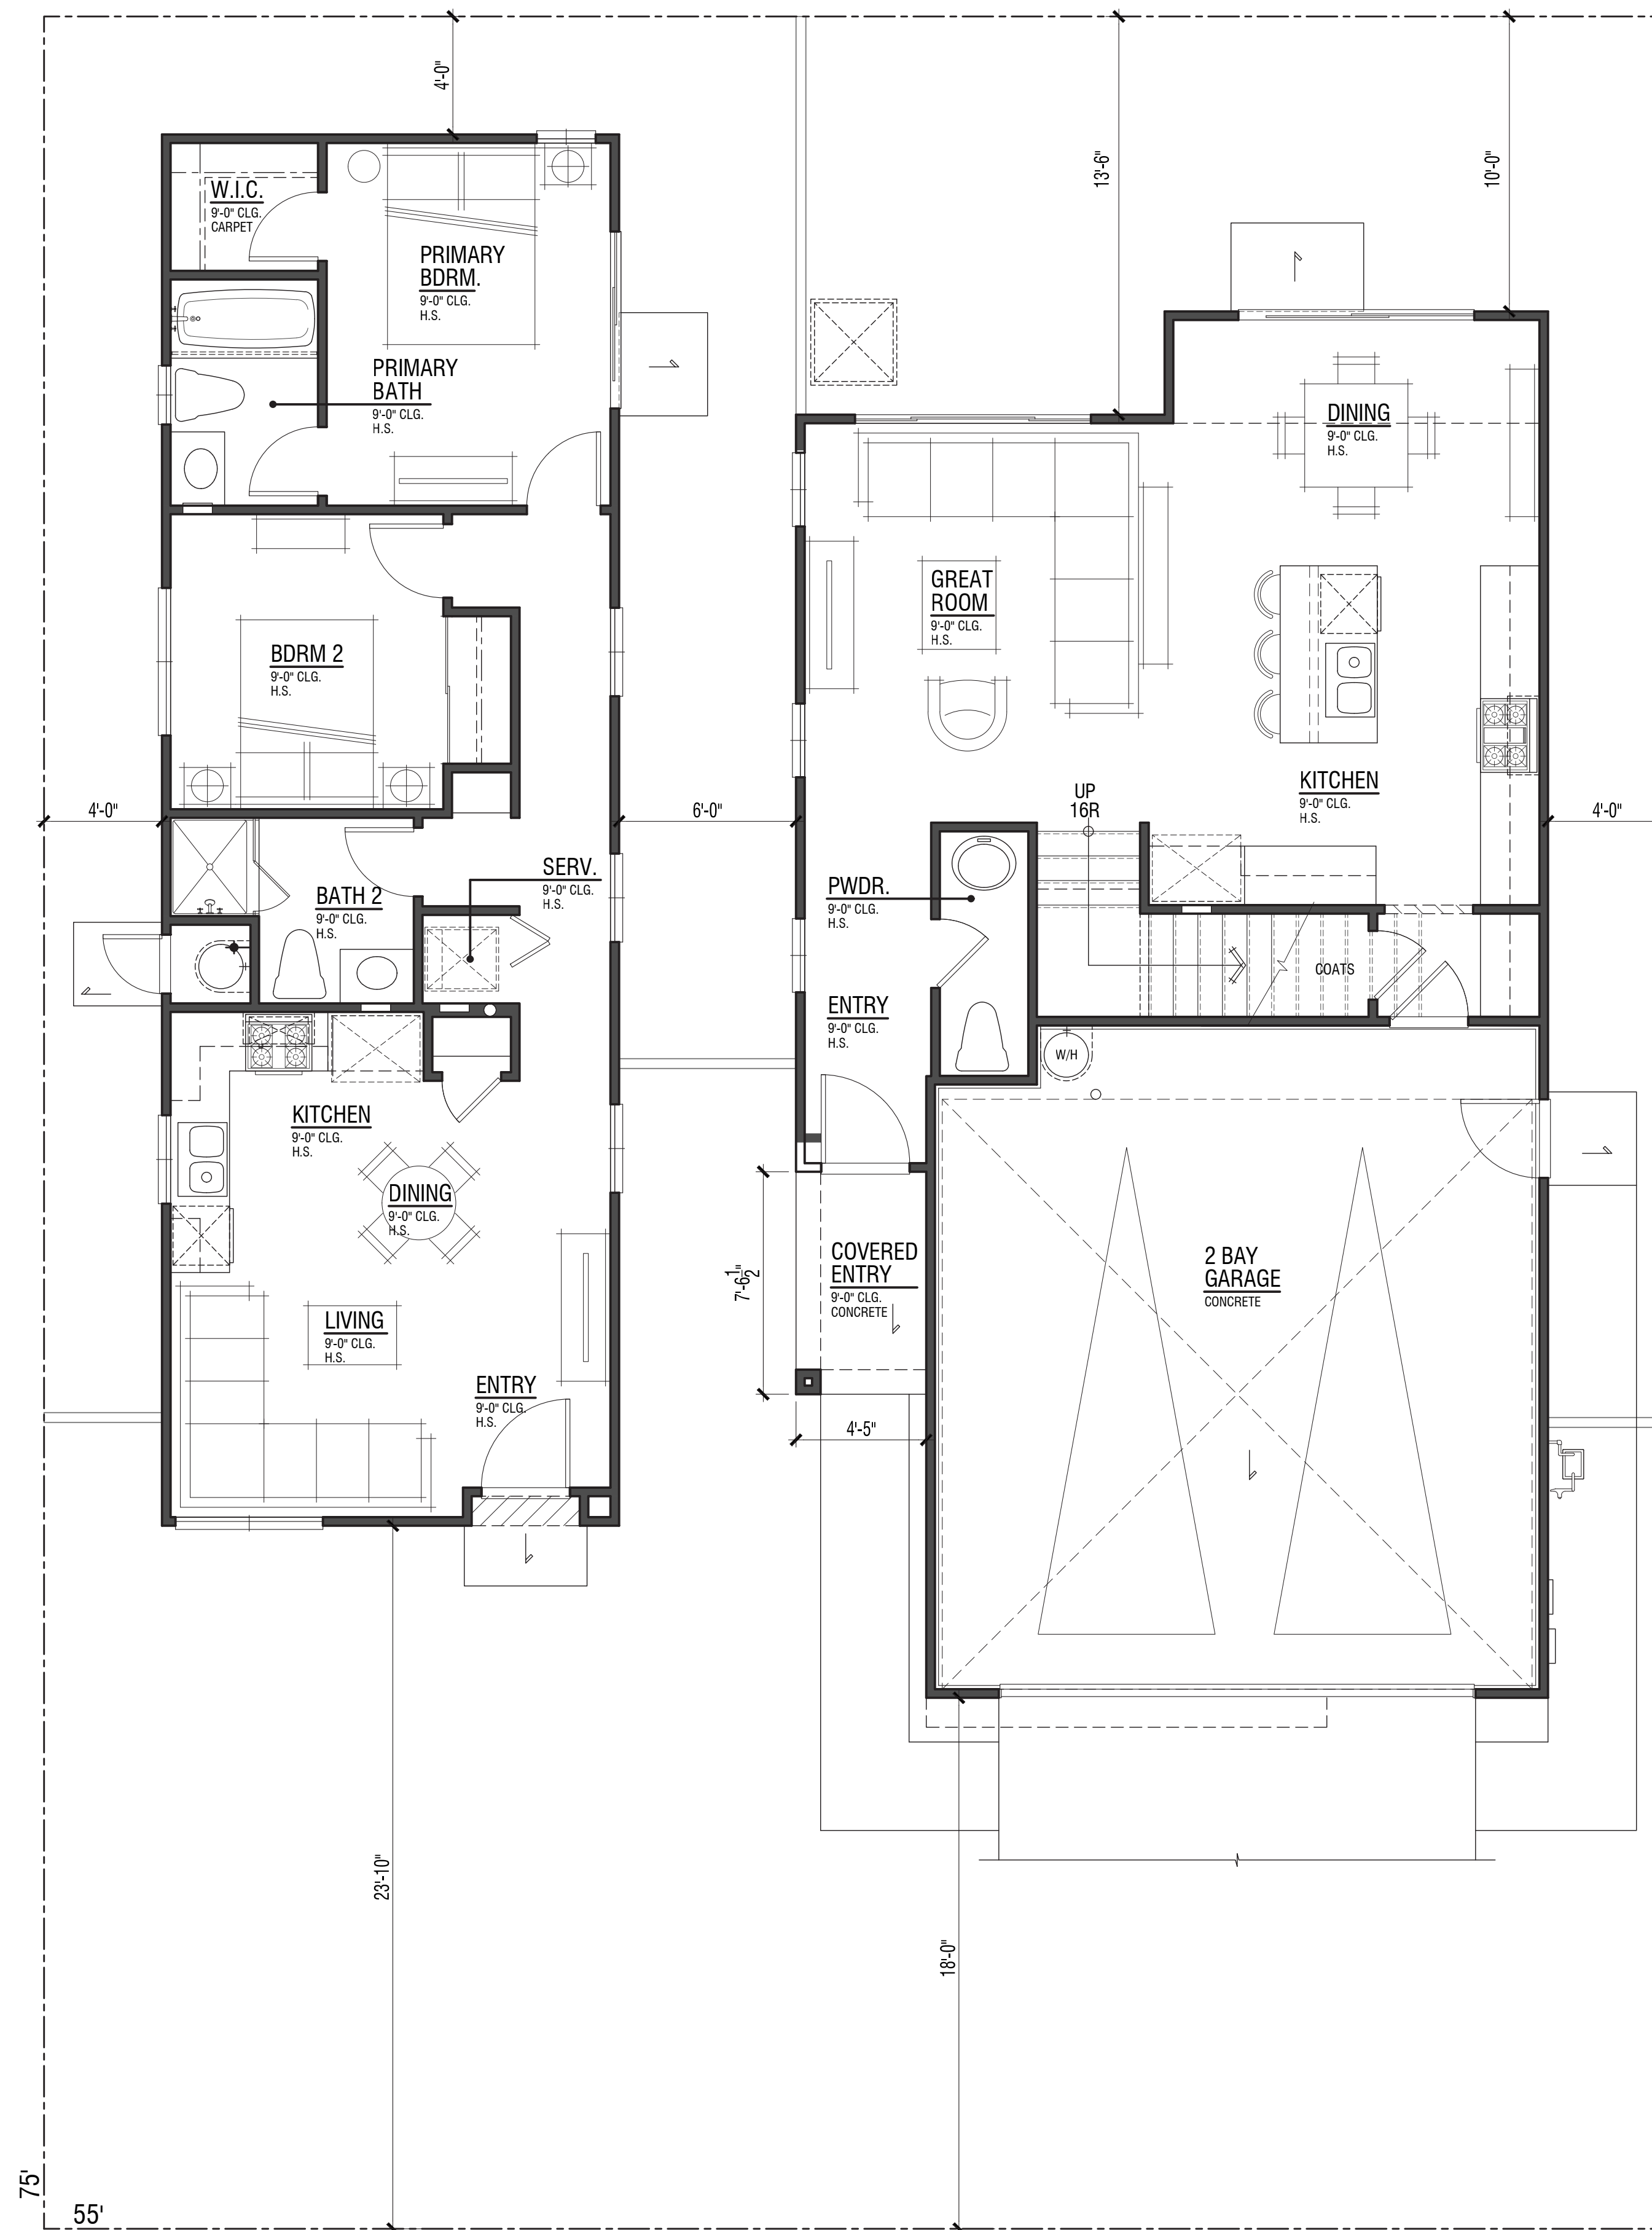 4'-0"
13'-6"
10'-0"
W.I.C.
9'-0" CLG.
CARPET
PRIMARY
BDRM.
9'-0" CLG.
H.S.
PRIMARY
BATH
9'-0" CLG.
H.S.
DINING
9'-0" CLG.
H.S.
GREAT
ROOM
9'-0" CLG.
H.S.
BDRM 2
9'-0" CLG.
H.S.
KITCHEN
9'-0" CLG.
H.S.
UP
16R
4'-0"
6'-0"
4'-0"
SERV.
9'-0" CLG.
H.S.
BATH 2
9'-0" CLG.
H.S.
PWDR.
9'-0" CLG.
H.S.
COATS
ENTRY
9'-0" CLG.
H.S.
W/H
KITCHEN
9'-0" CLG.
H.S.
DINING
9'-0" CLG.
H.S.
COVERED
ENTRY
9'-0" CLG.
CONCRETE
7'-6 1/2"
2 BAY
GARAGE
CONCRETE
LIVING
9'-0" CLG.
H.S.
ENTRY
9'-0" CLG.
H.S.
4'-5"
23'-10"
18'-0"
75'
55'